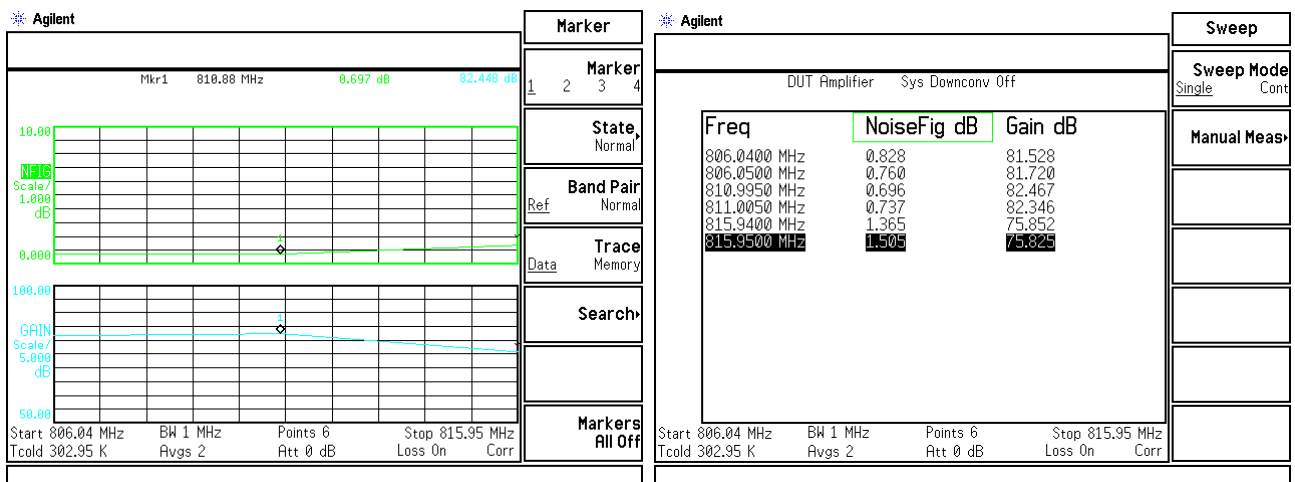 Agilent
Marker
Mkr1 810.88 MHz 0.697 dB 82.448 dB
Marker
1 2 3 4
10.00
State
Normal
NFIG
Scale/
1.000
dB
Band Pair
Ref Normal
0.000
Trace
Data Memory
1
100.00
Search
GAIN
Scale/
5.000
dB
1
50.00
Markers
All Off
Start 806.04 MHz BW 1 MHz Points 6 Stop 815.95 MHz
Tcold 302.95 K Avgs 2 Att 0 dB Loss On Corr
Agilent
Sweep
Sweep Mode
Single Cont
DUT Amplifier Sys Downconv Off
Manual Meas
Freq NoiseFig dB Gain dB
806.0400 MHz 0.828 81.528
806.0500 MHz 0.760 81.720
810.9950 MHz 0.696 82.467
811.0050 MHz 0.737 82.346
815.9400 MHz 1.365 75.852
815.9500 MHz 1.505 75.825
Start 806.04 MHz BW 1 MHz Points 6 Stop 815.95 MHz
Tcold 302.95 K Avgs 2 Att 0 dB Loss On Corr